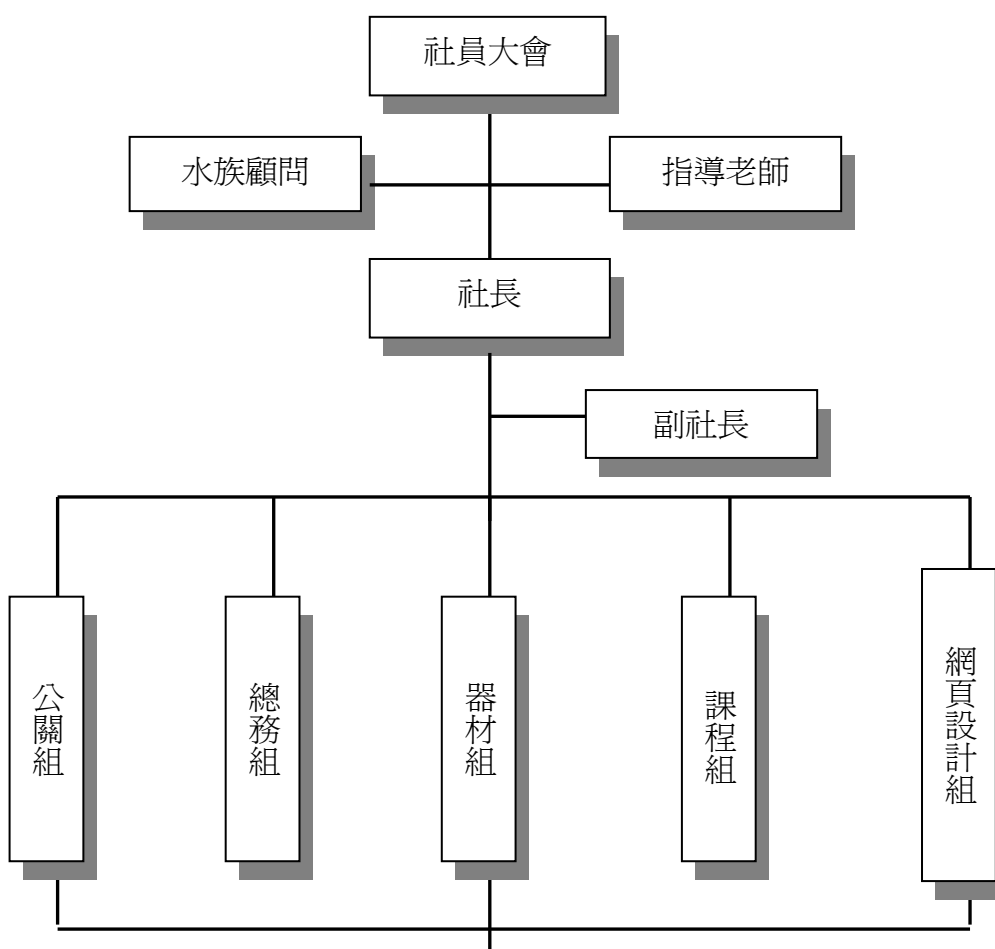 社員大會
水族顧問
指導老師
社長
副社長
公關組
總務組
器材組
課程組
網頁設計組